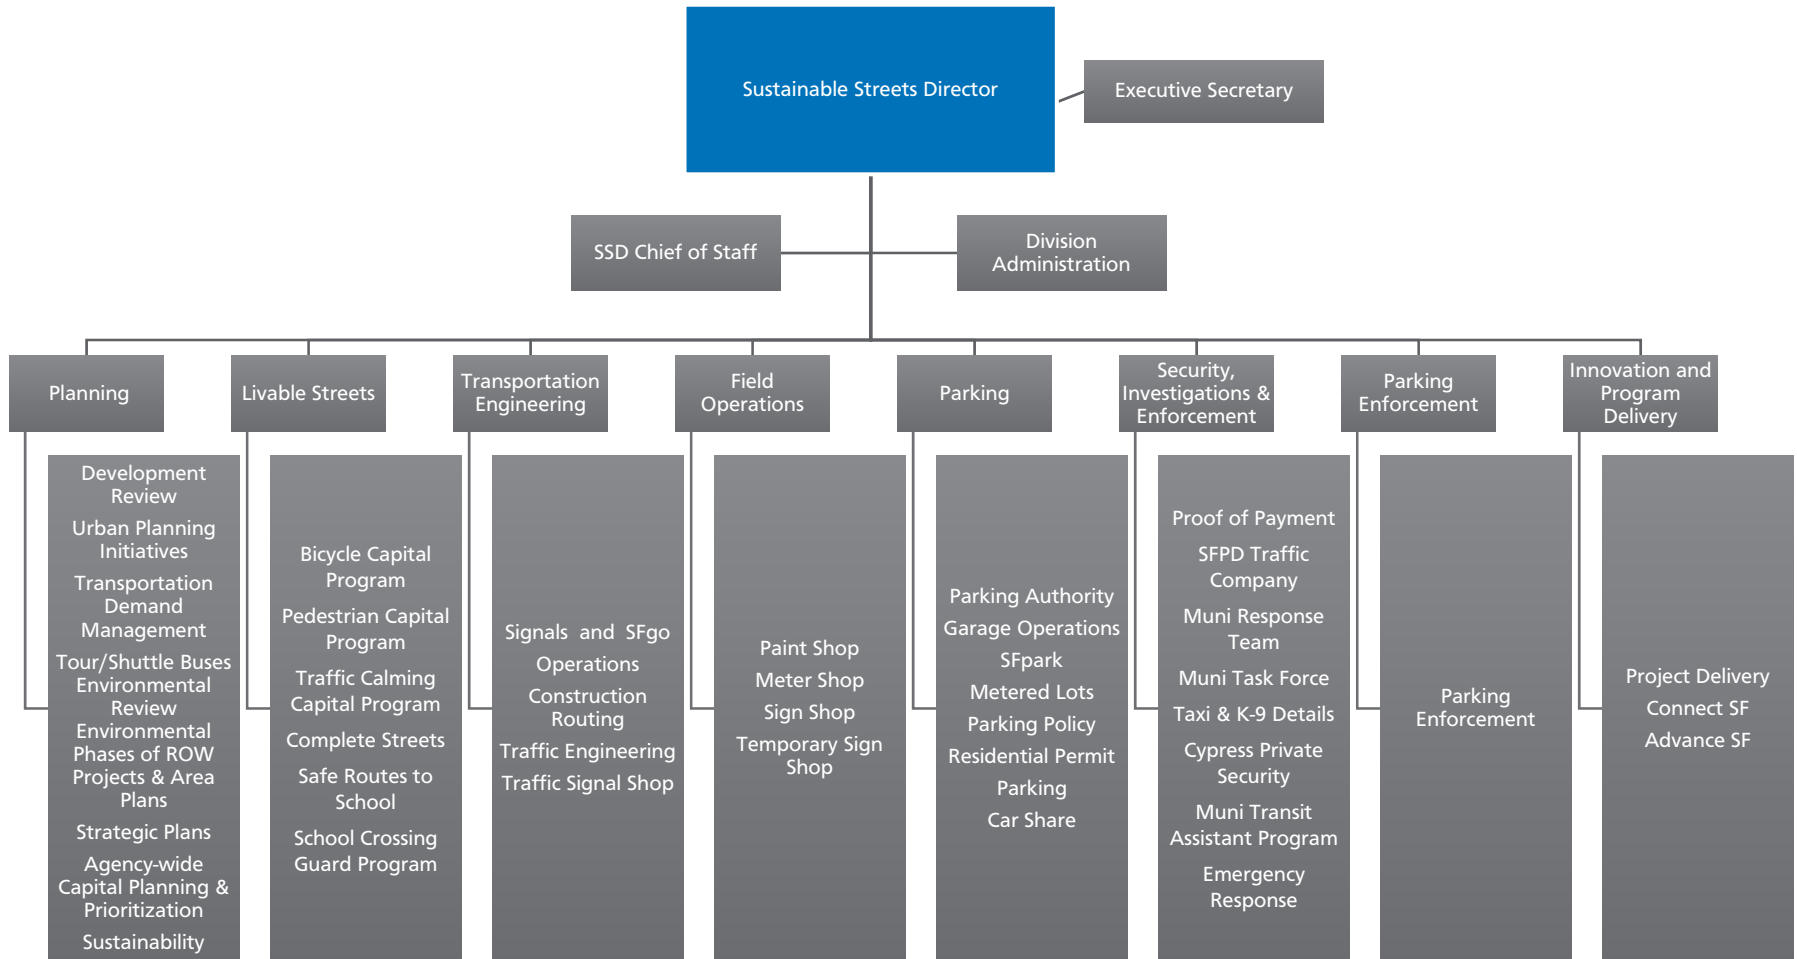 Sustainable Streets Director
Executive Secretary
SSD Chief of Staff
Division
Administration
Planning
Livable Streets
Transportation
Engineering
Field
Operations
Parking
Security,
Investigations &
Enforcement
Parking
Enforcement
Innovation and
Program
Delivery
Development
Review
Urban Planning
Initiatives
Transportation
Demand
Management
Tour/Shuttle Buses
Environmental
Review
Environmental
Phases of ROW
Projects & Area
Plans
Strategic Plans
Agency-wide
Capital Planning &
Prioritization
Sustainability
Bicycle Capital
Program
Pedestrian Capital
Program
Traffic Calming
Capital Program
Complete Streets
Safe Routes to
School
School Crossing
Guard Program
Signals and SFgo
Operations
Construction
Routing
Traffic Engineering
Traffic Signal Shop
Paint Shop
Meter Shop
Sign Shop
Temporary Sign
Shop
Parking Authority
Garage Operations
SFpark
Metered Lots
Parking Policy
Residential Permit
Parking
Car Share
Proof of Payment
SFPD Traffic
Company
Muni Response
Team
Muni Task Force
Taxi & K-9 Details
Cypress Private
Security
Muni Transit
Assistant Program
Emergency
Response
Parking
Enforcement
Project Delivery
Connect SF
Advance SF